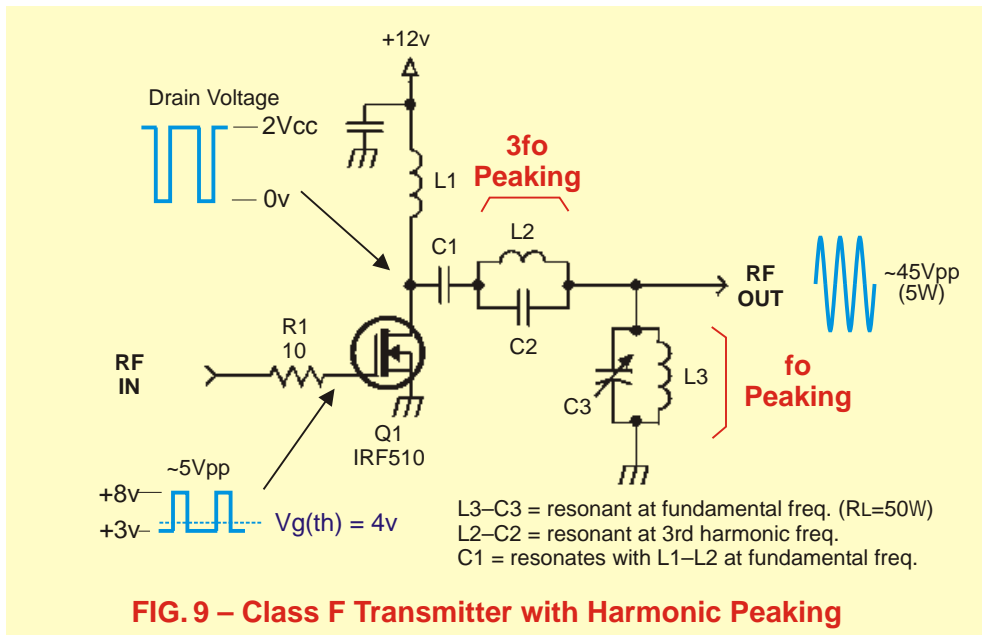 +12v
Drain Voltage
2Vcc
0v
L1
3fo
Peaking
C1
L2
C2
RF
OUT
~45Vpp
(5W)
R1
10
RF
IN
Q1
IRF510
C3
L3
fo
Peaking
~5Vpp
+8v
+3v
Vg(th) = 4v
L3–C3 = resonant at fundamental freq. (RL=50W)
L2–C2 = resonant at 3rd harmonic freq.
C1 = resonates with L1–L2 at fundamental freq.
FIG. 9 – Class F Transmitter with Harmonic Peaking